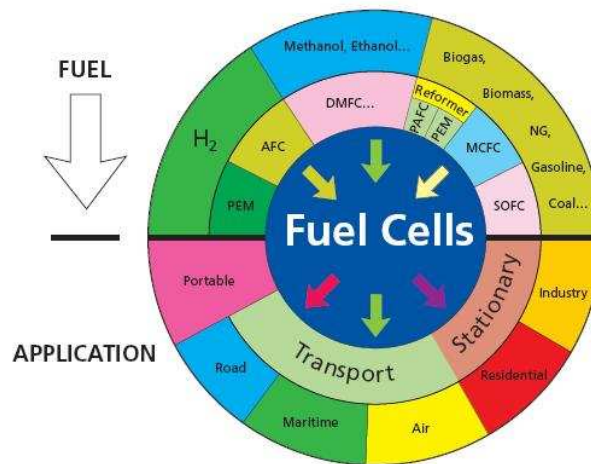 FUEL
Methanol, Ethanol...
Biogas,
Biomass,
NG,
Gasoline,
Coal...
H2
DMFC...
Reformer
PAFC
PEM
AFC
MCFC
PEM
SOFC
Fuel Cells
APPLICATION
Portable
Transport
Stationary
Industry
Residential
Road
Maritime
Air